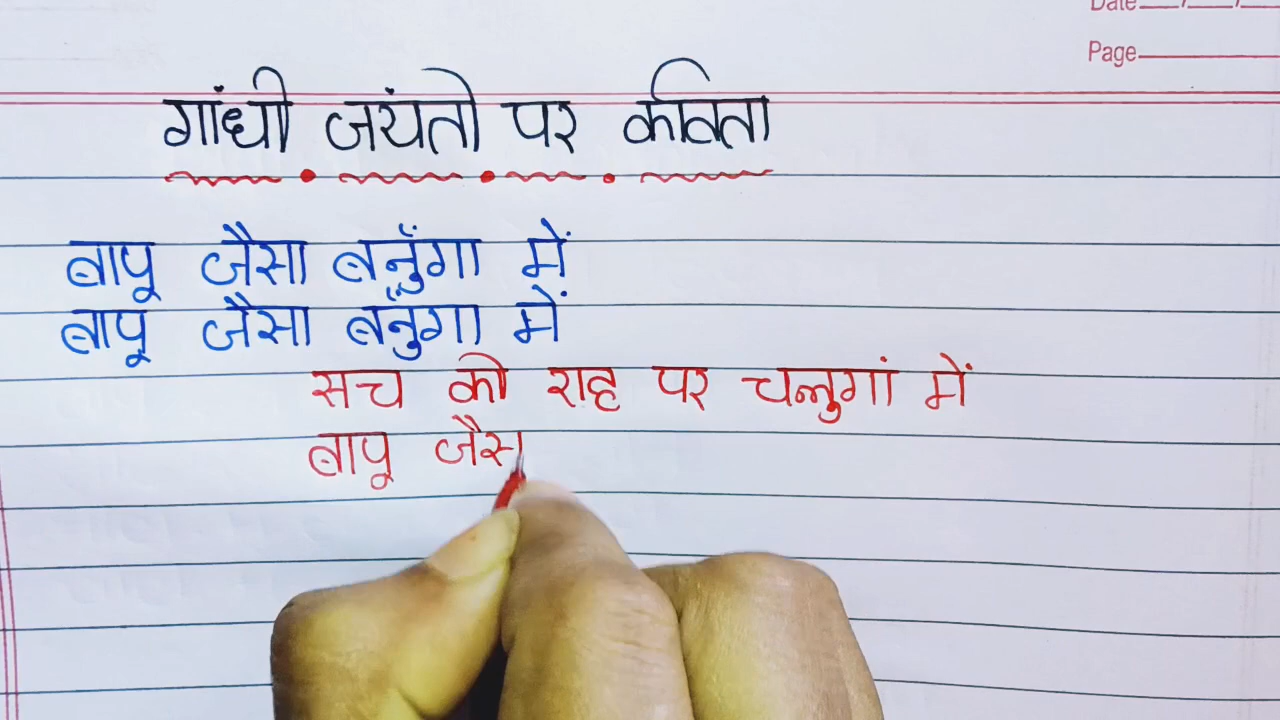 Date
Page
गांधी जयंती पर कविता
बापू जैसा बनुँगा में
बापू जैसा बनुँगा में
सच की राह पर चलुगां में
बापू जैस